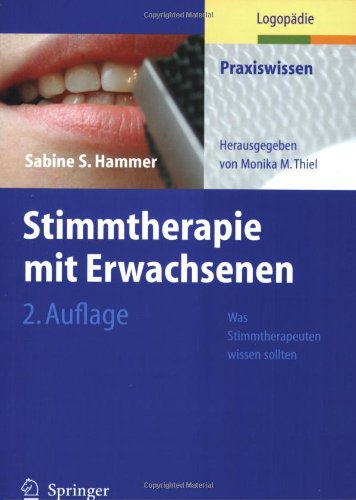 Logopädie
Praxiswissen
Herausgegeben
von Monika M. Thiel
Sabine S. Hammer
Stimmtherapie
mit Erwachsenen
2. Auflage
Was
Stimmtherapeuten
wissen sollten
Springer